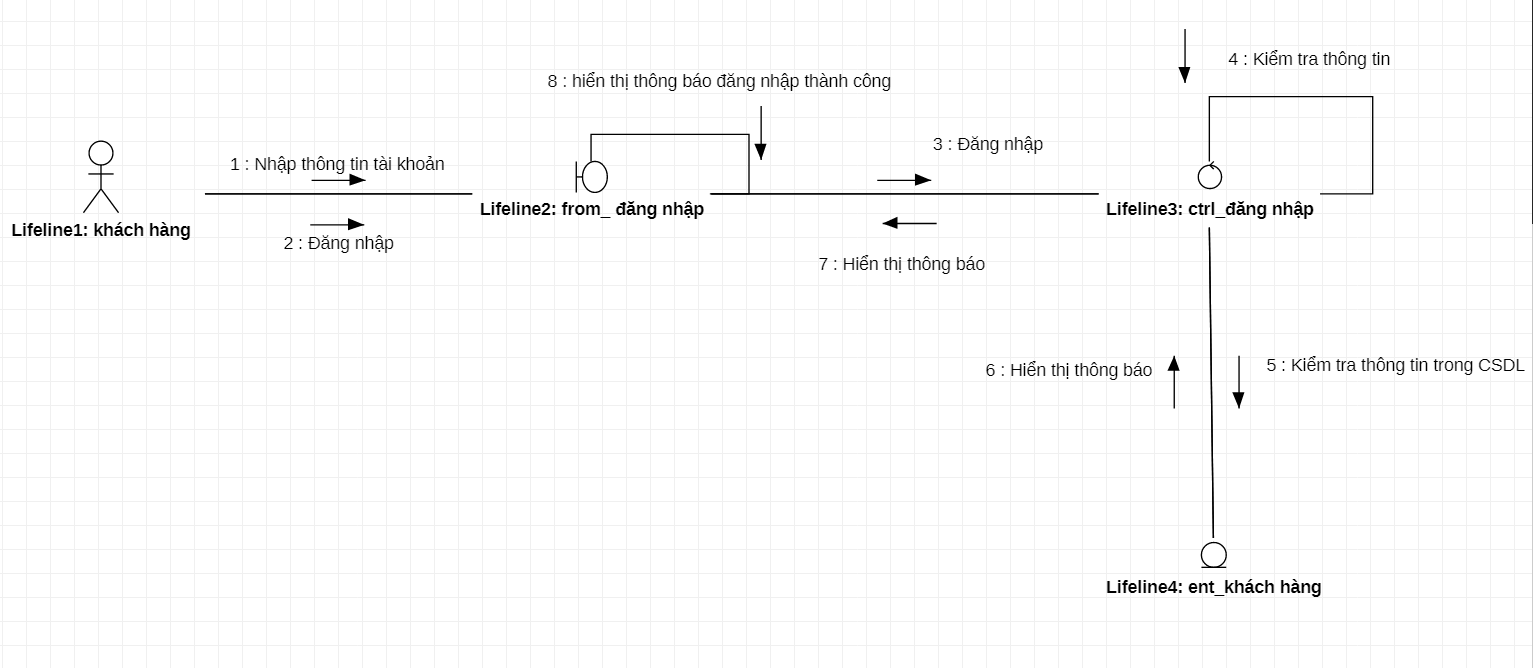 4 : Kiểm tra thông tin
8 : hiển thị thông báo đăng nhập thành công
3 : Đăng nhập
1 : Nhập thông tin tài khoản
Lifeline2: from_ đăng nhập
Lifeline3: ctrl_đăng nhập
Lifeline1: khách hàng
2 : Đăng nhập
7 : Hiển thị thông báo
6 : Hiển thị thông báo
5 : Kiểm tra thông tin trong CSDL
Lifeline4: ent_khách hàng